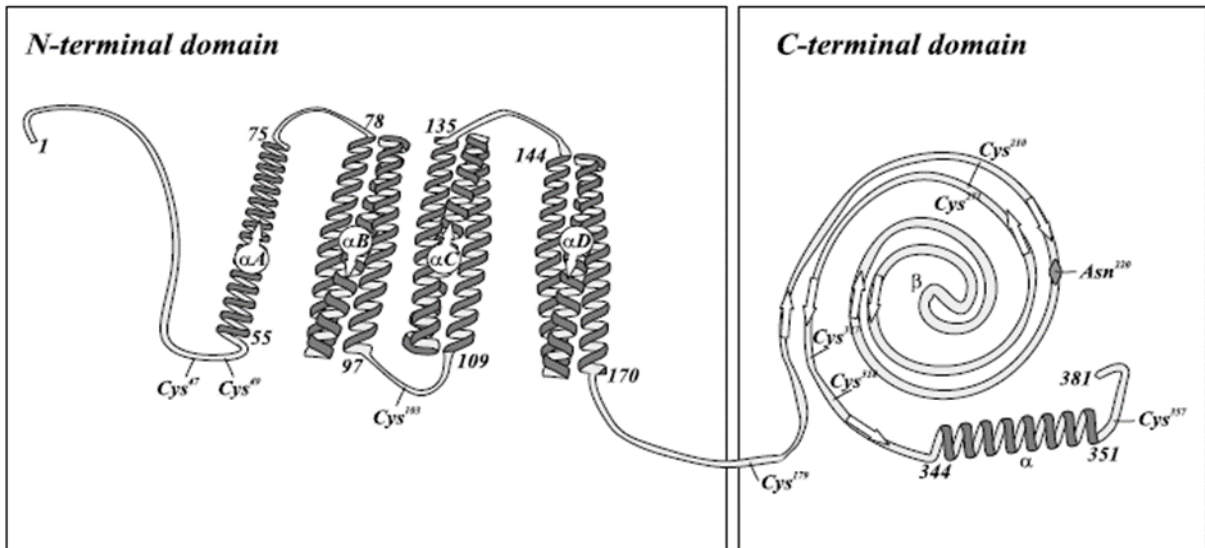 N-terminal domain
C-terminal domain
1
75
78
135
144
αA
αB
αC
αD
55
97
109
170
Cys47
Cys49
Cys103
Cys179
β
Asn220
344
α
351
381
Cys357